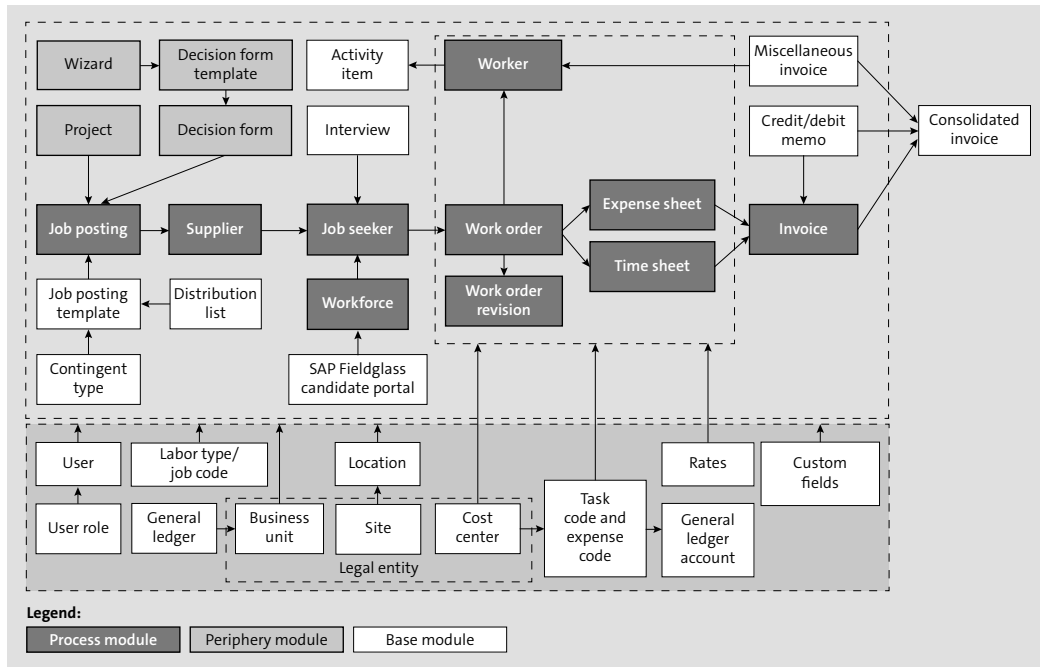 Wizard
Decision form
template
Activity
item
Worker
Miscellaneous
invoice
Project
Decision form
Interview
Credit/debit
memo
Consolidated
invoice
Job posting
Supplier
Job seeker
Work order
Expense sheet
Time sheet
Invoice
Job posting
template
Distribution
list
Workforce
Work order
revision
Contingent
type
SAP Fieldglass
candidate portal
User
Labor type/
job code
Location
Rates
Custom
fields
User role
General
ledger
Business
unit
Site
Cost
center
Task
code and
expense
code
General
ledger
account
Legal entity
Legend:
Process module
Periphery module
Base module